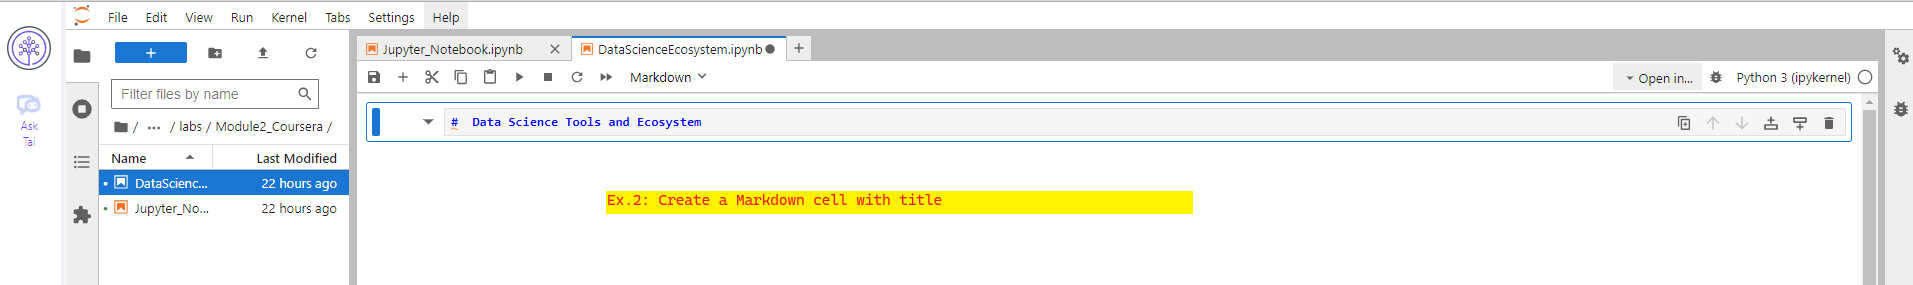 File Edit View Run Kernel Tabs Settings Help
Ask
Tai
Filter files by name
/ ... / labs / Module2_Coursera /
Name Last Modified
DataScienc... 22 hours ago
Jupyter_No... 22 hours ago
Jupyter_Notebook.ipynb DataScienceEcosystem.ipynb
Markdown Open in... Python 3 (ipykernel)
# Data Science Tools and Ecosystem
Ex.2: Create a Markdown cell with title